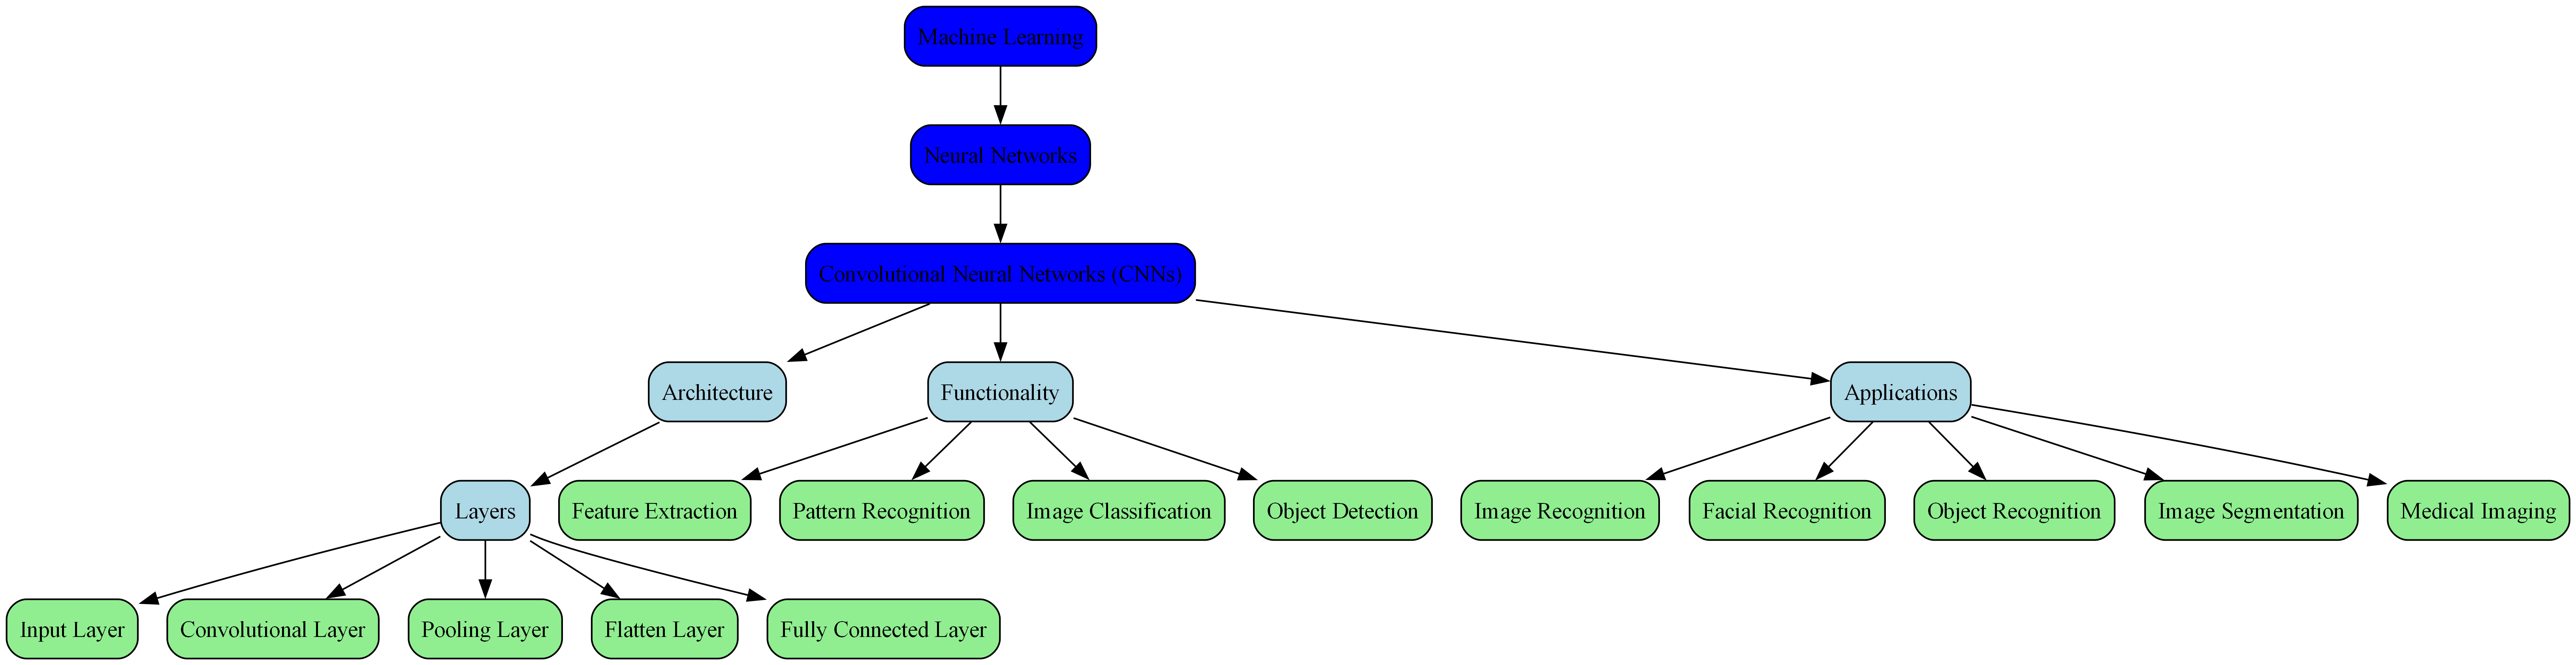 Machine Learning
Neural Networks
Convolutional Neural Networks (CNNs)
Architecture
Functionality
Applications
Layers
Feature Extraction
Pattern Recognition
Image Classification
Object Detection
Image Recognition
Facial Recognition
Object Recognition
Image Segmentation
Medical Imaging
Input Layer
Convolutional Layer
Pooling Layer
Flatten Layer
Fully Connected Layer